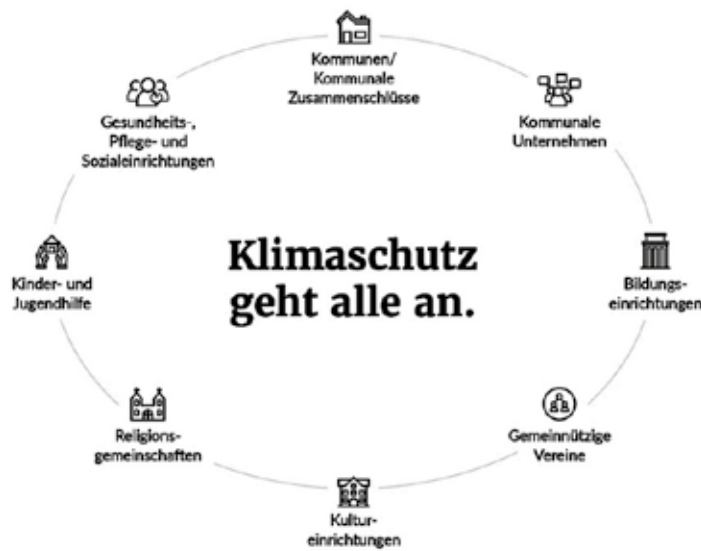 Kommunen/
Kommunale
Zusammenschlüsse
Kommunale
Unternehmen
Bildungs-
einrichtungen
Gemeinnützige
Vereine
Kultur-
einrichtungen
Religions-
gemeinschaften
Kinder- und
Jugendhilfe
Gesundheits-,
Pflege- und
Sozialeinrichtungen
Klimaschutz
geht alle an.